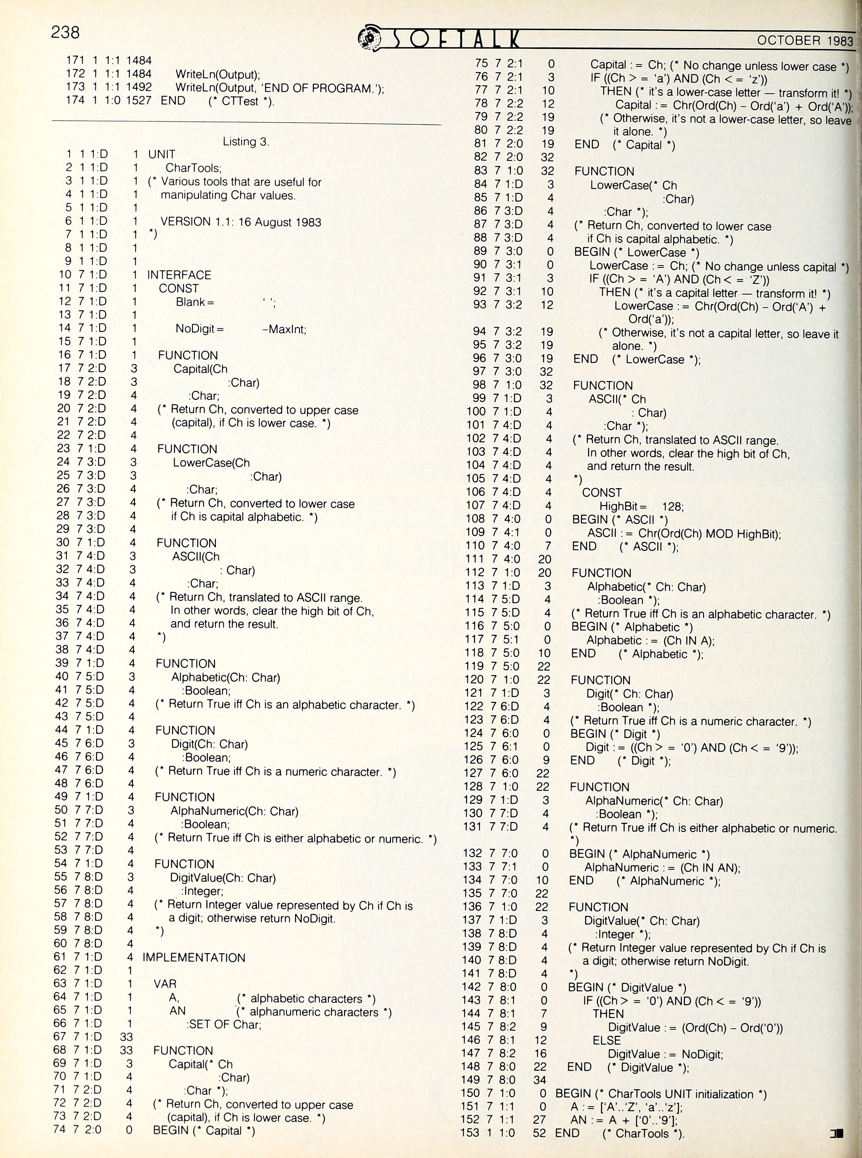 238
SOFTALK
OCTOBER 1983
171 1 1:1 1484
172 1 1:1 1484 WriteLn(Output);
173 1 1:1 1492 WriteLn(Output, 'END OF PROGRAM.');
174 1 1:0 1527 END (* CTTest *).
Listing 3.
1 1 1:D 1 UNIT
2 1 1:D 1 CharTools;
3 1 1:D 1 (* Various tools that are useful for
4 1 1:D 1 manipulating Char values.
5 1 1:D 1
6 1 1:D 1 VERSION 1.1: 16 August 1983
7 1 1:D 1 *)
8 1 1:D 1
9 1 1:D 1
10 7 1:D 1 INTERFACE
11 7 1:D 1 CONST
12 7 1:D 1 Blank = ' ';
13 7 1:D 1
14 7 1:D 1 NoDigit = -MaxInt;
15 7 1:D 1
16 7 1:D 1 FUNCTION
17 7 2:D 3 Capital(Ch
18 7 2:D 3 :Char)
19 7 2:D 4 :Char;
20 7 2:D 4 (* Return Ch, converted to upper case
21 7 2:D 4 (capital), if Ch is lower case. *)
22 7 2:D 4
23 7 1:D 4 FUNCTION
24 7 3:D 3 LowerCase(Ch
25 7 3:D 3 :Char)
26 7 3:D 4 :Char;
27 7 3:D 4 (* Return Ch, converted to lower case
28 7 3:D 4 if Ch is capital alphabetic. *)
29 7 3:D 4
30 7 1:D 4 FUNCTION
31 7 4:D 3 ASCII(Ch
32 7 4:D 3 : Char)
33 7 4:D 4 :Char;
34 7 4:D 4 (* Return Ch, translated to ASCII range.
35 7 4:D 4 In other words, clear the high bit of Ch,
36 7 4:D 4 and return the result.
37 7 4:D 4 *)
38 7 4:D 4
39 7 1:D 4 FUNCTION
40 7 5:D 3 Alphabetic(Ch: Char)
41 7 5:D 4 :Boolean;
42 7 5:D 4 (* Return True iff Ch is an alphabetic character. *)
43 7 5:D 4
44 7 1:D 4 FUNCTION
45 7 6:D 3 Digit(Ch: Char)
46 7 6:D 4 :Boolean;
47 7 6:D 4 (* Return True iff Ch is a numeric character. *)
48 7 6:D 4
49 7 1:D 4 FUNCTION
50 7 7:D 3 AlphaNumeric(Ch: Char)
51 7 7:D 4 :Boolean;
52 7 7:D 4 (* Return True iff Ch is either alphabetic or numeric. *)
53 7 7:D 4
54 7 1:D 4 FUNCTION
55 7 8:D 3 DigitValue(Ch: Char)
56 7 8:D 4 :Integer;
57 7 8:D 4 (* Return Integer value represented by Ch if Ch is
58 7 8:D 4 a digit; otherwise return NoDigit.
59 7 8:D 4 *)
60 7 8:D 4
61 7 1:D 4 IMPLEMENTATION
62 7 1:D 1
63 7 1:D 1 VAR
64 7 1:D 1 A, (* alphabetic characters *)
65 7 1:D 1 AN (* alphanumeric characters *)
66 7 1:D 1 :SET OF Char;
67 7 1:D 33
68 7 1:D 33 FUNCTION
69 7 1:D 3 Capital(* Ch
70 7 1:D 4 :Char)
71 7 2:D 4 :Char *);
72 7 2:D 4 (* Return Ch, converted to upper case
73 7 2:D 4 (capital), if Ch is lower case. *)
74 7 2:0 0 BEGIN (* Capital *)
75 7 2:1 0 Capital := Ch; (* No change unless lower case *)
76 7 2:1 3 IF ((Ch > = 'a') AND (Ch < = 'z'))
77 7 2:1 10 THEN (* it's a lower-case letter — transform it! *)
78 7 2:2 12 Capital := Chr(Ord(Ch) - Ord('a') + Ord('A'));
79 7 2:2 19 (* Otherwise, it's not a lower-case letter, so leave
80 7 2:2 19 it alone. *)
81 7 2:0 19 END (* Capital *)
82 7 2:0 32
83 7 1:0 32 FUNCTION
84 7 1:D 3 LowerCase(* Ch
85 7 1:D 4 :Char)
86 7 3:D 4 :Char *);
87 7 3:D 4 (* Return Ch, converted to lower case
88 7 3:D 4 if Ch is capital alphabetic. *)
89 7 3:0 0 BEGIN (* LowerCase *)
90 7 3:1 0 LowerCase := Ch; (* No change unless capital *)
91 7 3:1 3 IF ((Ch > = 'A') AND (Ch < = 'Z'))
92 7 3:1 10 THEN (* it's a capital letter — transform it! *)
93 7 3:2 12 LowerCase := Chr(Ord(Ch) - Ord('A') +
Ord('a'));
94 7 3:2 19 (* Otherwise, it's not a capital letter, so leave it
95 7 3:2 19 alone. *)
96 7 3:0 19 END (* LowerCase *);
97 7 3:0 32
98 7 1:0 32 FUNCTION
99 7 1:D 3 ASCII(* Ch
100 7 1:D 4 : Char)
101 7 4:D 4 :Char *);
102 7 4:D 4 (* Return Ch, translated to ASCII range.
103 7 4:D 4 In other words, clear the high bit of Ch,
104 7 4:D 4 and return the result.
105 7 4:D 4 *)
106 7 4:D 4 CONST
107 7 4:D 4 HighBit = 128;
108 7 4:0 0 BEGIN (* ASCII *)
109 7 4:1 0 ASCII := Chr(Ord(Ch) MOD HighBit);
110 7 4:0 7 END (* ASCII *);
111 7 4:0 20
112 7 1:0 20 FUNCTION
113 7 1:D 3 Alphabetic(* Ch: Char)
114 7 5:D 4 :Boolean *);
115 7 5:D 4 (* Return True iff Ch is an alphabetic character. *)
116 7 5:0 0 BEGIN (* Alphabetic *)
117 7 5:1 0 Alphabetic := (Ch IN A);
118 7 5:0 10 END (* Alphabetic *);
119 7 5:0 22
120 7 1:0 22 FUNCTION
121 7 1:D 3 Digit(* Ch: Char)
122 7 6:D 4 :Boolean *);
123 7 6:D 4 (* Return True iff Ch is a numeric character. *)
124 7 6:0 0 BEGIN (* Digit *)
125 7 6:1 0 Digit := ((Ch > = '0') AND (Ch < = '9'));
126 7 6:0 9 END (* Digit *);
127 7 6:0 22
128 7 1:0 22 FUNCTION
129 7 1:D 3 AlphaNumeric(* Ch: Char)
130 7 7:D 4 :Boolean *);
131 7 7:D 4 (* Return True iff Ch is either alphabetic or numeric.
*)
132 7 7:0 0 BEGIN (* AlphaNumeric *)
133 7 7:1 0 AlphaNumeric := (Ch IN AN);
134 7 7:0 10 END (* AlphaNumeric *);
135 7 7:0 22
136 7 1:0 22 FUNCTION
137 7 1:D 3 DigitValue(* Ch: Char)
138 7 8:D 4 :Integer *);
139 7 8:D 4 (* Return Integer value represented by Ch if Ch is
140 7 8:D 4 a digit; otherwise return NoDigit.
141 7 8:D 4 *)
142 7 8:0 0 BEGIN (* DigitValue *)
143 7 8:1 0 IF ((Ch > = '0') AND (Ch < = '9'))
144 7 8:1 7 THEN
145 7 8:2 9 DigitValue := (Ord(Ch) - Ord('0'))
146 7 8:1 12 ELSE
147 7 8:2 16 DigitValue := NoDigit;
148 7 8:0 22 END (* DigitValue *);
149 7 8:0 34
150 7 1:0 0 BEGIN (* CharTools UNIT initialization *)
151 7 1:1 0 A := ['A'..'Z', 'a'..'z'];
152 7 1:1 27 AN := A + ['0'..'9'];
153 1 1:0 52 END (* CharTools *).